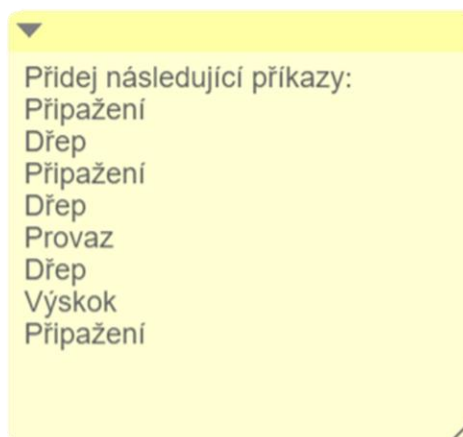 Přidej následující příkazy:
Připažení
Dřep
Připažení
Dřep
Provaz
Dřep
Výskok
Připažení